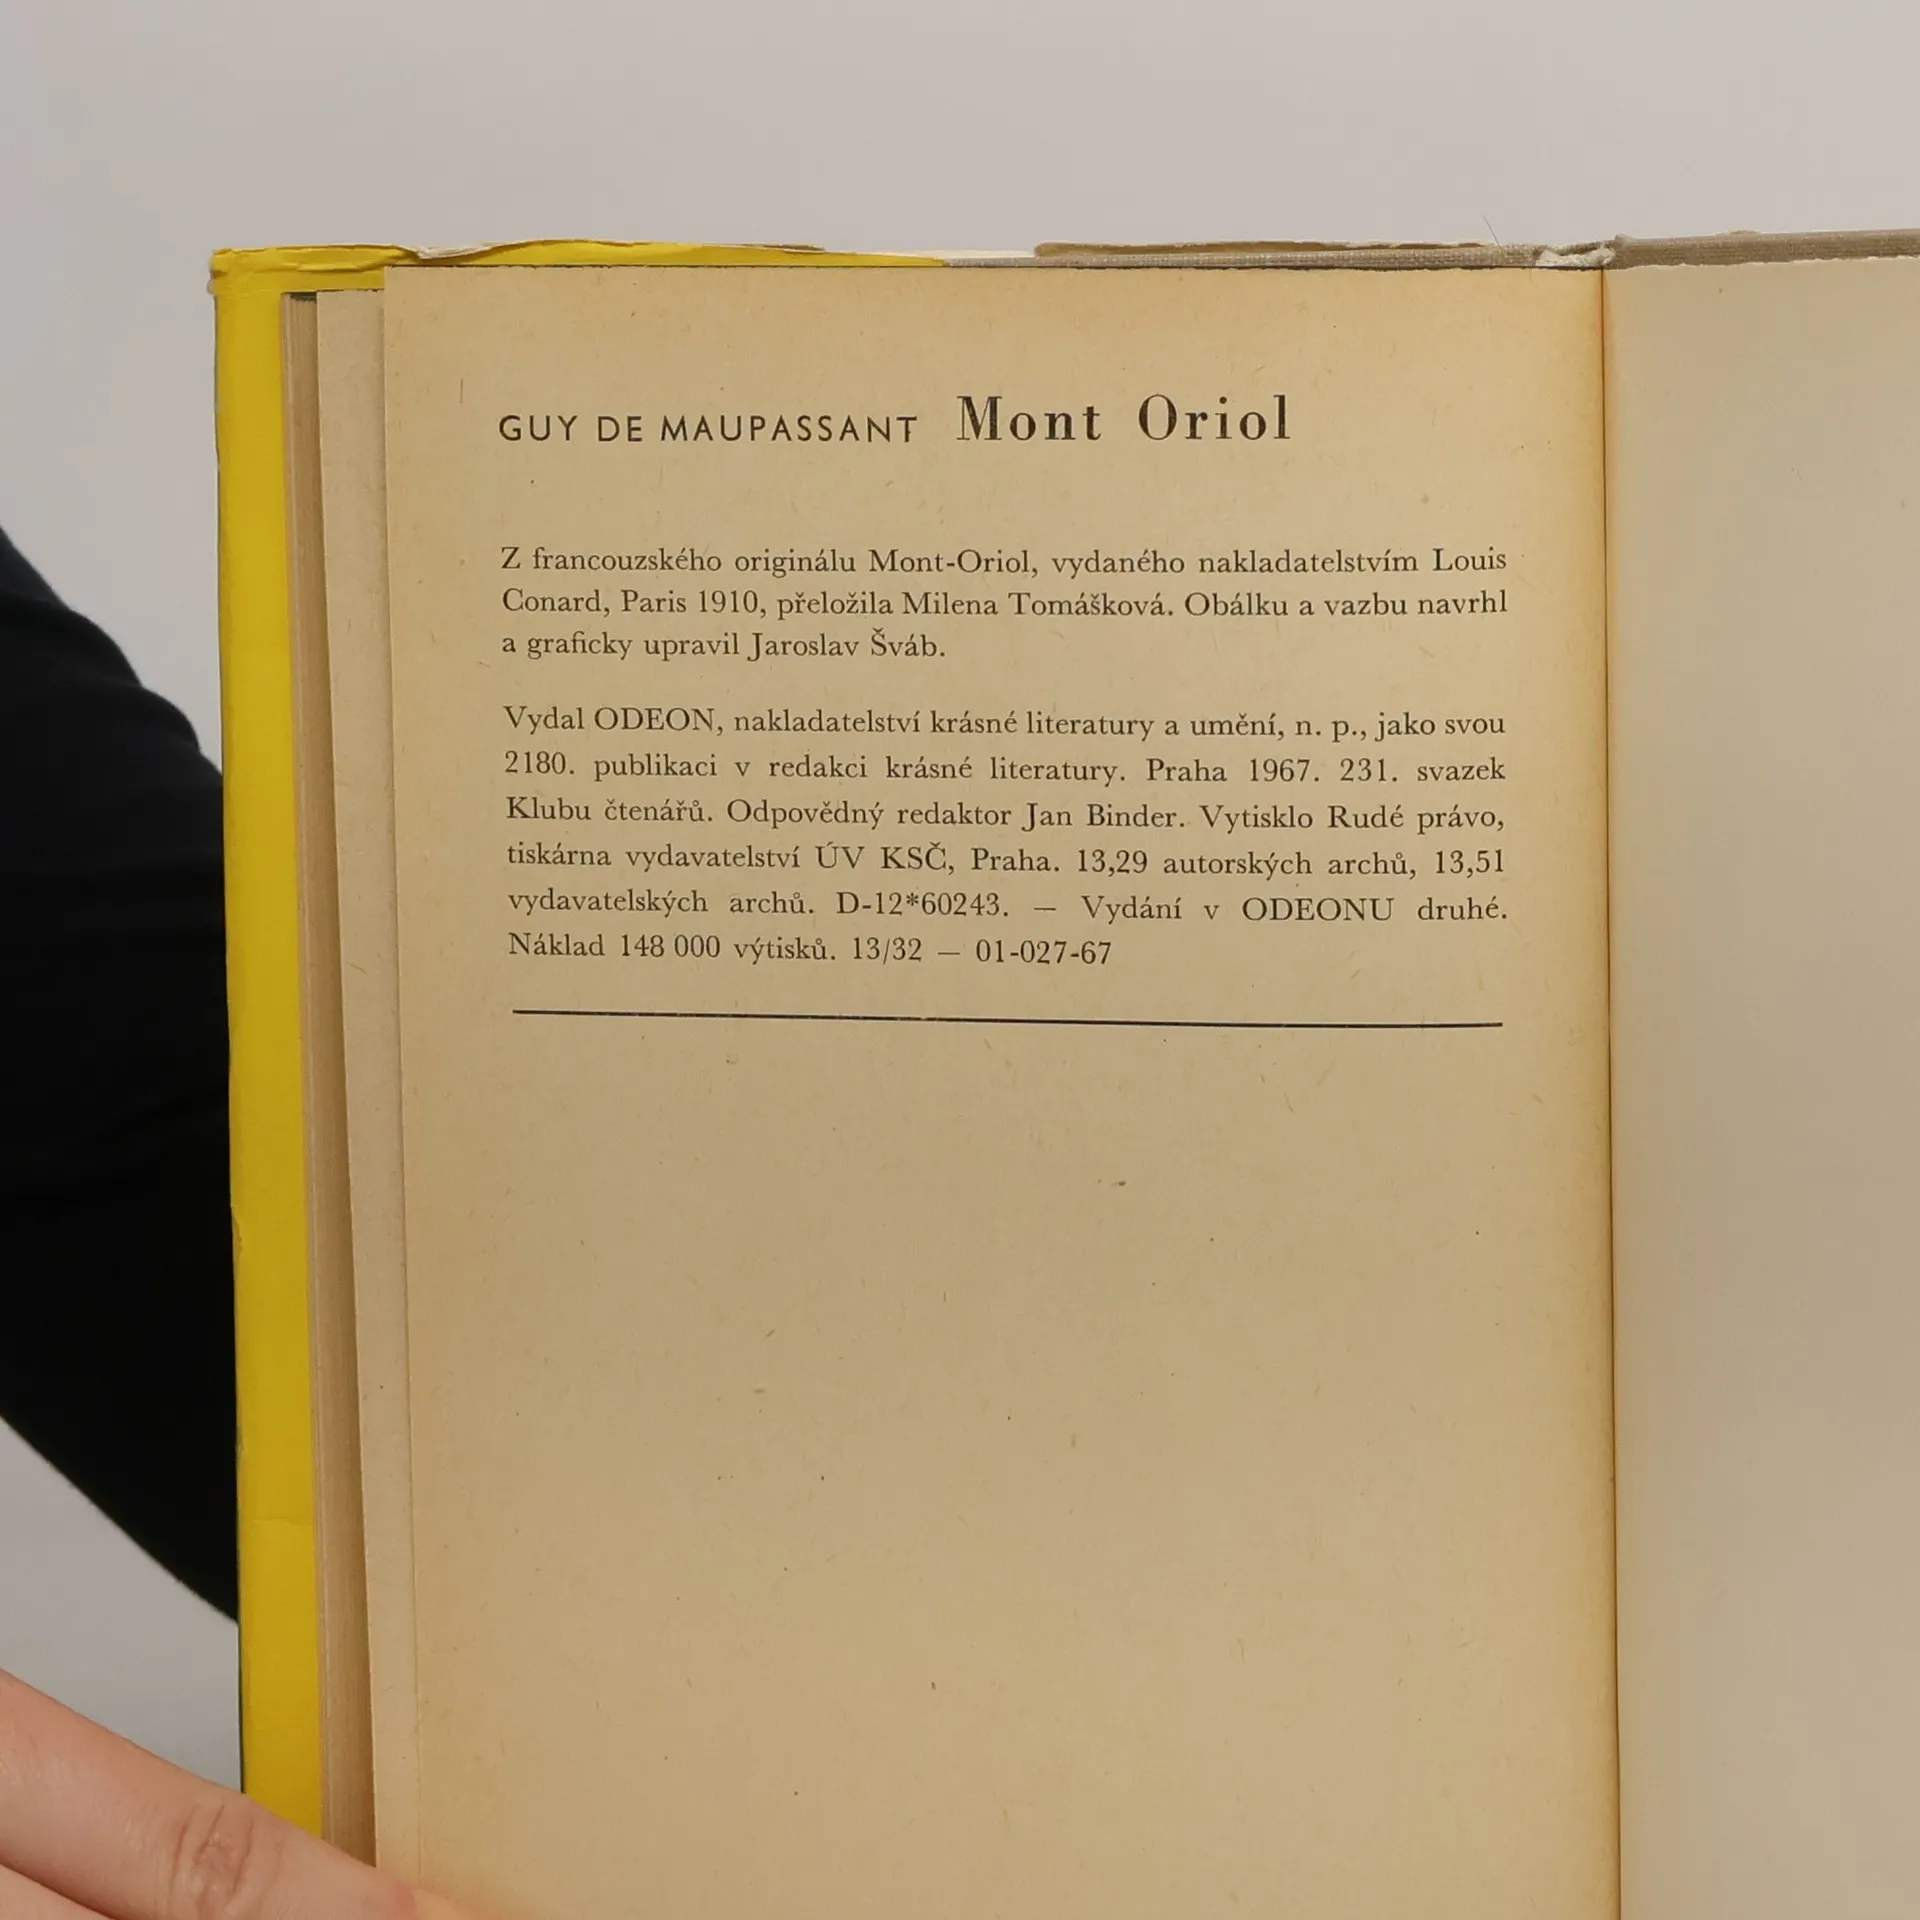 GUY DE MAUPASSANT Mont Oriol
Z francouzského originálu Mont-Oriol, vydaného nakladatelstvím Louis
Conard, Paris 1910, přeložila Milena Tomášková. Obálku a vazbu navrhl
a graficky upravil Jaroslav Šváb.
Vydal ODEON, nakladatelství krásné literatury a umění, n. p., jako svou
2180. publikaci v redakci krásné literatury. Praha 1967. 231. svazek
Klubu čtenářů. Odpovědný redaktor Jan Binder. Vytisklo Rudé právo,
tiskárna vydavatelství ÚV KSČ, Praha. 13,29 autorských archů, 13,51
vydavatelských archů. D-12*60243. — Vydání v ODEONU druhé.
Náklad 148 000 výtisků. 13/32 — 01-027-67